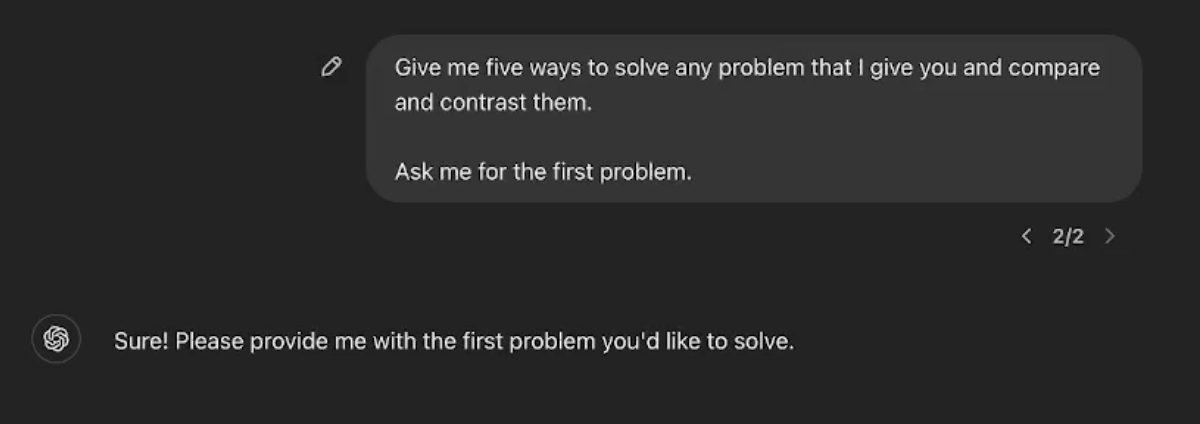 Give me five ways to solve any problem that I give you and compare
and contrast them.
Ask me for the first problem.
2/2
Sure! Please provide me with the first problem you'd like to solve.